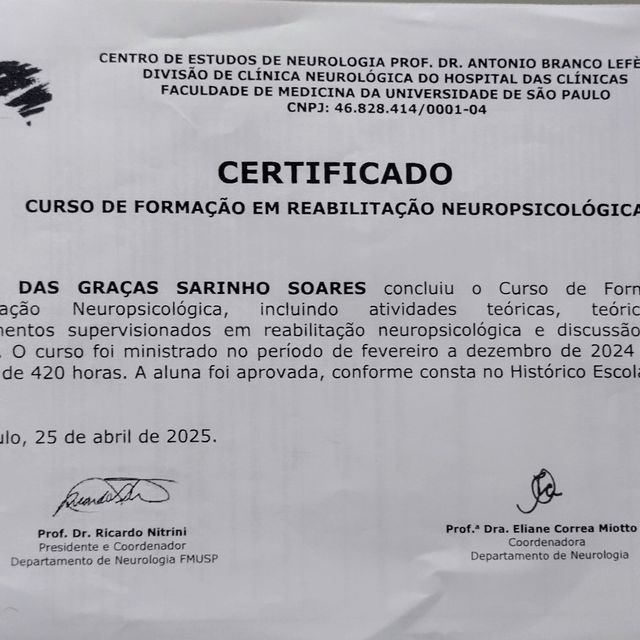 CENTRO DE ESTUDOS DE NEUROLOGIA PROF. DR. ANTONIO BRANCO LEFÈ
DIVISÃO DE CLÍNICA NEUROLÓGICA DO HOSPITAL DAS CLÍNICAS
FACULDADE DE MEDICINA DA UNIVERSIDADE DE SÃO PAULO
CNPJ: 46.828.414/0001-04
CERTIFICADO
CURSO DE FORMAÇÃO EM REABILITAÇÃO NEUROPSICOLÓGICA
DAS GRAÇAS SARINHO SOARES concluiu o Curso de Form
ação Neuropsicológica, incluindo atividades teóricas, teóric
mentos supervisionados em reabilitação neuropsicológica e discussão
. O curso foi ministrado no período de fevereiro a dezembro de 2024
de 420 horas. A aluna foi aprovada, conforme consta no Histórico Escola
ulo, 25 de abril de 2025.
Prof. Dr. Ricardo Nitrini
Presidente e Coordenador
Departamento de Neurologia FMUSP
Prof.ª Dra. Eliane Correa Miotto
Coordenadora
Departamento de Neurologia